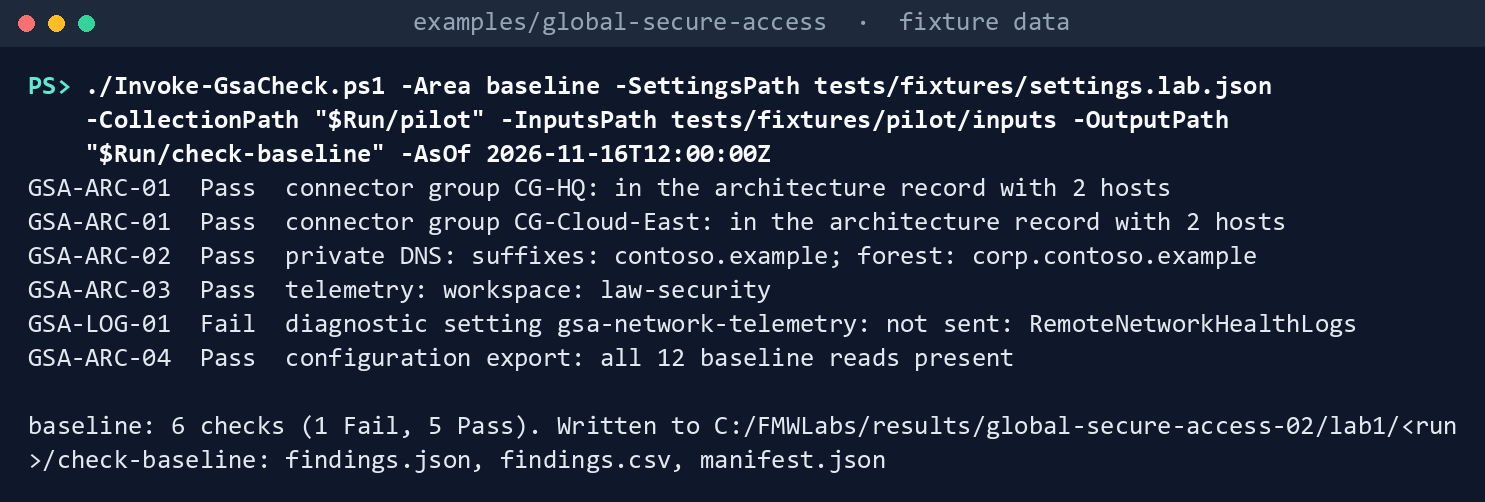 examples/global-secure-access · fixture data
PS> ./Invoke-GsaCheck.ps1 -Area baseline -SettingsPath tests/fixtures/settings.lab.json
-CollectionPath "$Run/pilot" -InputsPath tests/fixtures/pilot/inputs -OutputPath
"$Run/check-baseline" -AsOf 2026-11-16T12:00:00Z
GSA-ARC-01  Pass  connector group CG-HQ: in the architecture record with 2 hosts
GSA-ARC-01  Pass  connector group CG-Cloud-East: in the architecture record with 2 hosts
GSA-ARC-02  Pass  private DNS: suffixes: contoso.example; forest: corp.contoso.example
GSA-ARC-03  Pass  telemetry: workspace: law-security
GSA-LOG-01  Fail  diagnostic setting gsa-network-telemetry: not sent: RemoteNetworkHealthLogs
GSA-ARC-04  Pass  configuration export: all 12 baseline reads present
baseline: 6 checks (1 Fail, 5 Pass). Written to C:/FMWLabs/results/global-secure-access-02/lab1/<run
>/check-baseline: findings.json, findings.csv, manifest.json